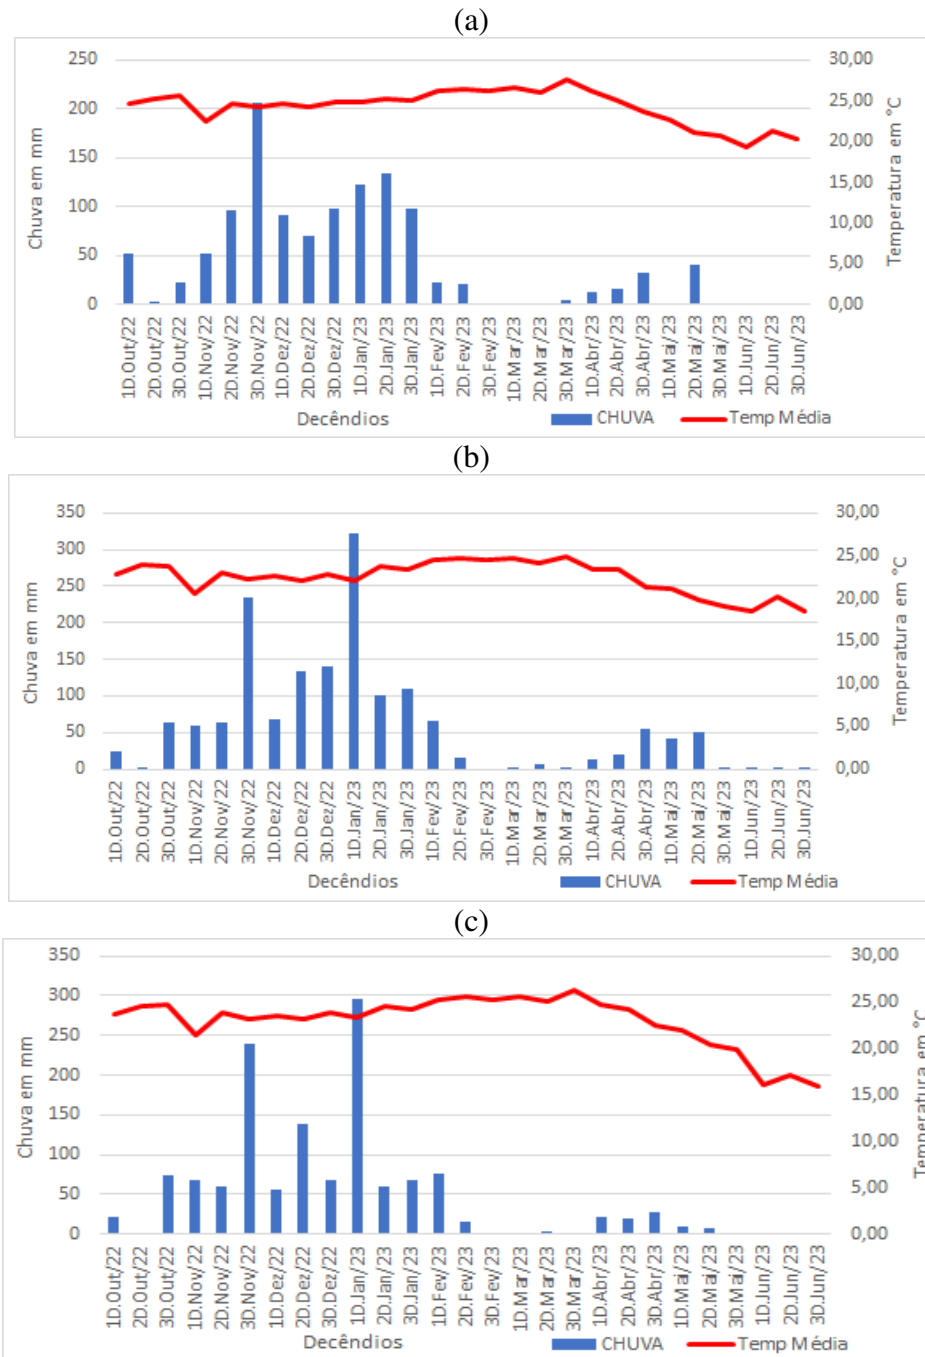 (a)
250
200
150
100
50
0
Chuva em mm
30,00
25,00
20,00
15,00
10,00
5,00
0,00
Temperatura em °C
1D.Out/22
2D.Out/22
3D.Out/22
1D.Nov/22
2D.Nov/22
3D.Nov/22
1D.Dez/22
2D.Dez/22
3D.Dez/22
1D.Jan/23
2D.Jan/23
3D.Jan/23
1D.Fev/23
2D.Fev/23
3D.Fev/23
1D.Mar/23
2D.Mar/23
3D.Mar/23
1D.Abr/23
2D.Abr/23
3D.Abr/23
1D.Mai/23
2D.Mai/23
3D.Mai/23
1D.Jun/23
2D.Jun/23
3D.Jun/23
Decêndios
CHUVA
Temp Média
(b)
350
300
250
200
150
100
50
0
Chuva em mm
30,00
25,00
20,00
15,00
10,00
5,00
0,00
Temperatura em °C
1D.Out/22
2D.Out/22
3D.Out/22
1D.Nov/22
2D.Nov/22
3D.Nov/22
1D.Dez/22
2D.Dez/22
3D.Dez/22
1D.Jan/23
2D.Jan/23
3D.Jan/23
1D.Fev/23
2D.Fev/23
3D.Fev/23
1D.Mar/23
2D.Mar/23
3D.Mar/23
1D.Abr/23
2D.Abr/23
3D.Abr/23
1D.Mai/23
2D.Mai/23
3D.Mai/23
1D.Jun/23
2D.Jun/23
3D.Jun/23
Decêndios
CHUVA
Temp Média
(c)
350
300
250
200
150
100
50
0
Chuva em mm
30,00
25,00
20,00
15,00
10,00
5,00
0,00
Temperatura em °C
1D.Out/22
2D.Out/22
3D.Out/22
1D.Nov/22
2D.Nov/22
3D.Nov/22
1D.Dez/22
2D.Dez/22
3D.Dez/22
1D.Jan/23
2D.Jan/23
3D.Jan/23
1D.Fev/23
2D.Fev/23
3D.Fev/23
1D.Mar/23
2D.Mar/23
3D.Mar/23
1D.Abr/23
2D.Abr/23
3D.Abr/23
1D.Mai/23
2D.Mai/23
3D.Mai/23
1D.Jun/23
2D.Jun/23
3D.Jun/23
Decêndios
CHUVA
Temp Média